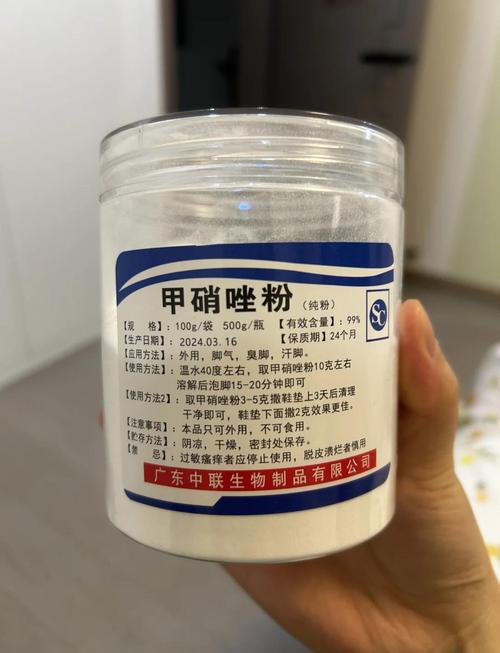 甲硝唑粉（纯粉）
【规 格】：100g/袋 500g/瓶 【有效含量】：99%
【生产日期】：2024.03.16 【保质期】24个月
【应用方法】：外用，脚气，臭脚，汗脚。
【使用方法】：温水40度左右，取甲硝唑粉10克左右
溶解后泡脚15-20分钟即可
【使用方法2】：取甲硝唑粉3-5克撒鞋垫上3天后清理
干净即可，鞋垫下面撒2克效果更佳。
【注意事项】：本品只可外用，不可食用。
【贮存方法】：阴凉，干燥，密封处保存。
【禁 忌】：过敏瘙痒者应停止使用，脱皮溃烂者慎用
广东中联生物制品有限公司
SC